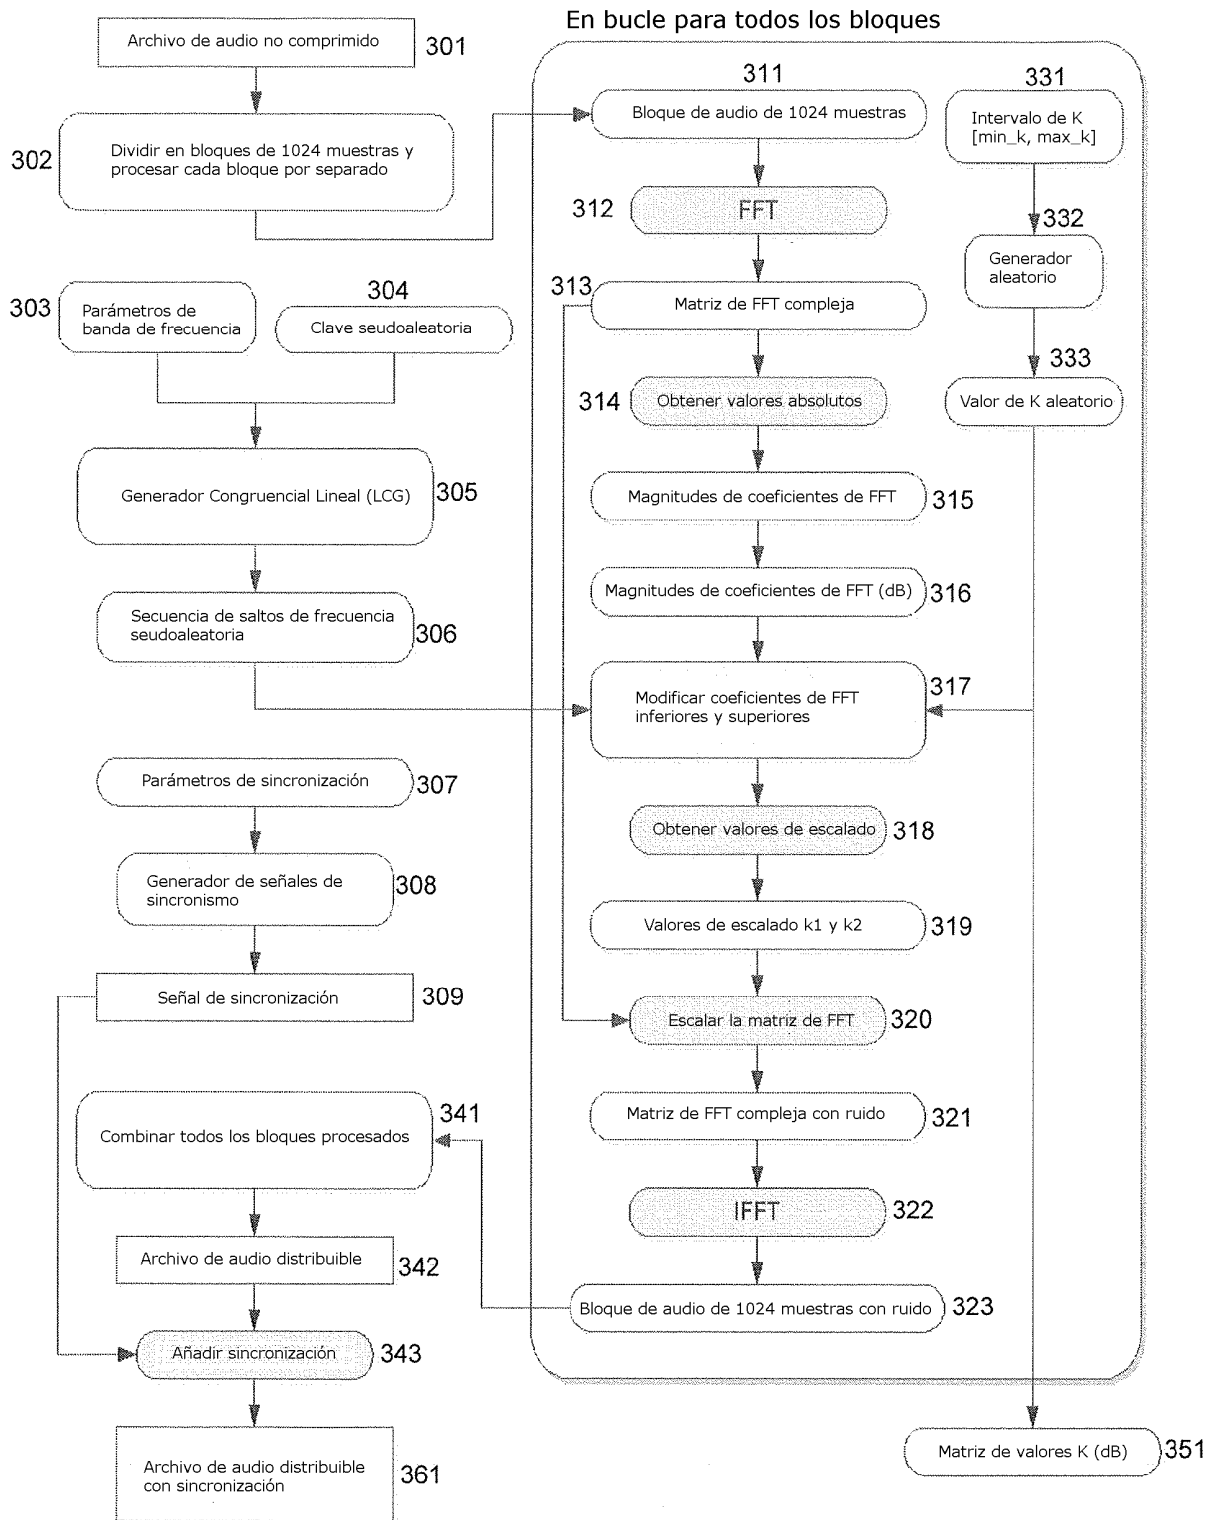 En bucle para todos los bloques
Archivo de audio no comprimido
301
302
Dividir en bloques de 1024 muestras y
procesar cada bloque por separado
303
Parámetros de
banda de frecuencia
304
Clave seudoaleatoria
Generador Congruencial Lineal (LCG)
305
Secuencia de saltos de frecuencia
seudoaleatoria
306
Parámetros de sincronización
307
Generador de señales de
sincronismo
308
Señal de sincronización
309
341
Combinar todos los bloques procesados
Archivo de audio distribuible
342
Añadir sincronización
343
Archivo de audio distribuible
con sincronización
361
311
Bloque de audio de 1024 muestras
312
FFT
313
Matriz de FFT compleja
314
Obtener valores absolutos
Magnitudes de coeficientes de FFT
315
Magnitudes de coeficientes de FFT (dB)
316
Modificar coeficientes de FFT
inferiores y superiores
317
Obtener valores de escalado
318
Valores de escalado k1 y k2
319
Escalar la matriz de FFT
320
Matriz de FFT compleja con ruido
321
IFFT
322
Bloque de audio de 1024 muestras con ruido
323
331
Intervalo de K
[min_k, max_k]
332
Generador
aleatorio
333
Valor de K aleatorio
Matriz de valores K (dB)
351